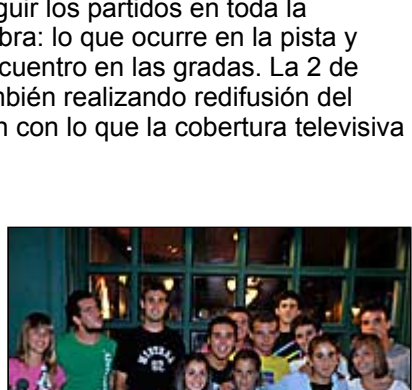 guir los partidos en toda la
bra: lo que ocurre en la pista y
cuentro en las gradas. La 2 de
mbién realizando redifusión del
n con lo que la cobertura televisiva